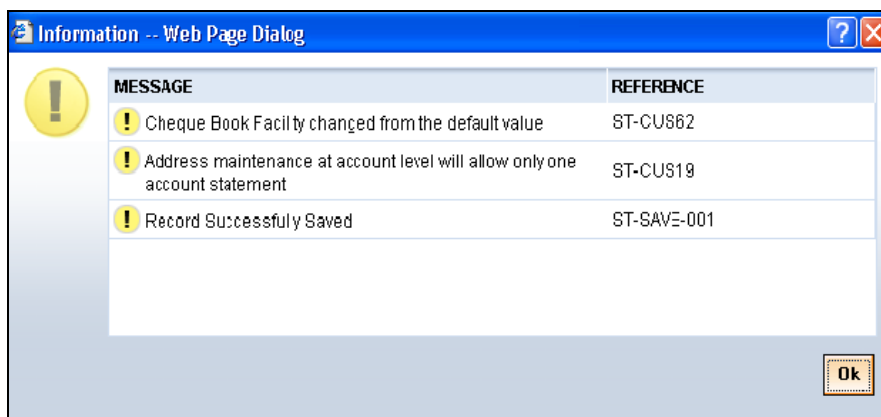 Information -- Web Page Dialog
MESSAGE REFERENCE
Cheque Book Facility changed from the default value ST-CUS62
Address maintenance at account level will allow only one
account statement ST-CUS19
Record Successfuly Saved ST-SAVE-001
Ok